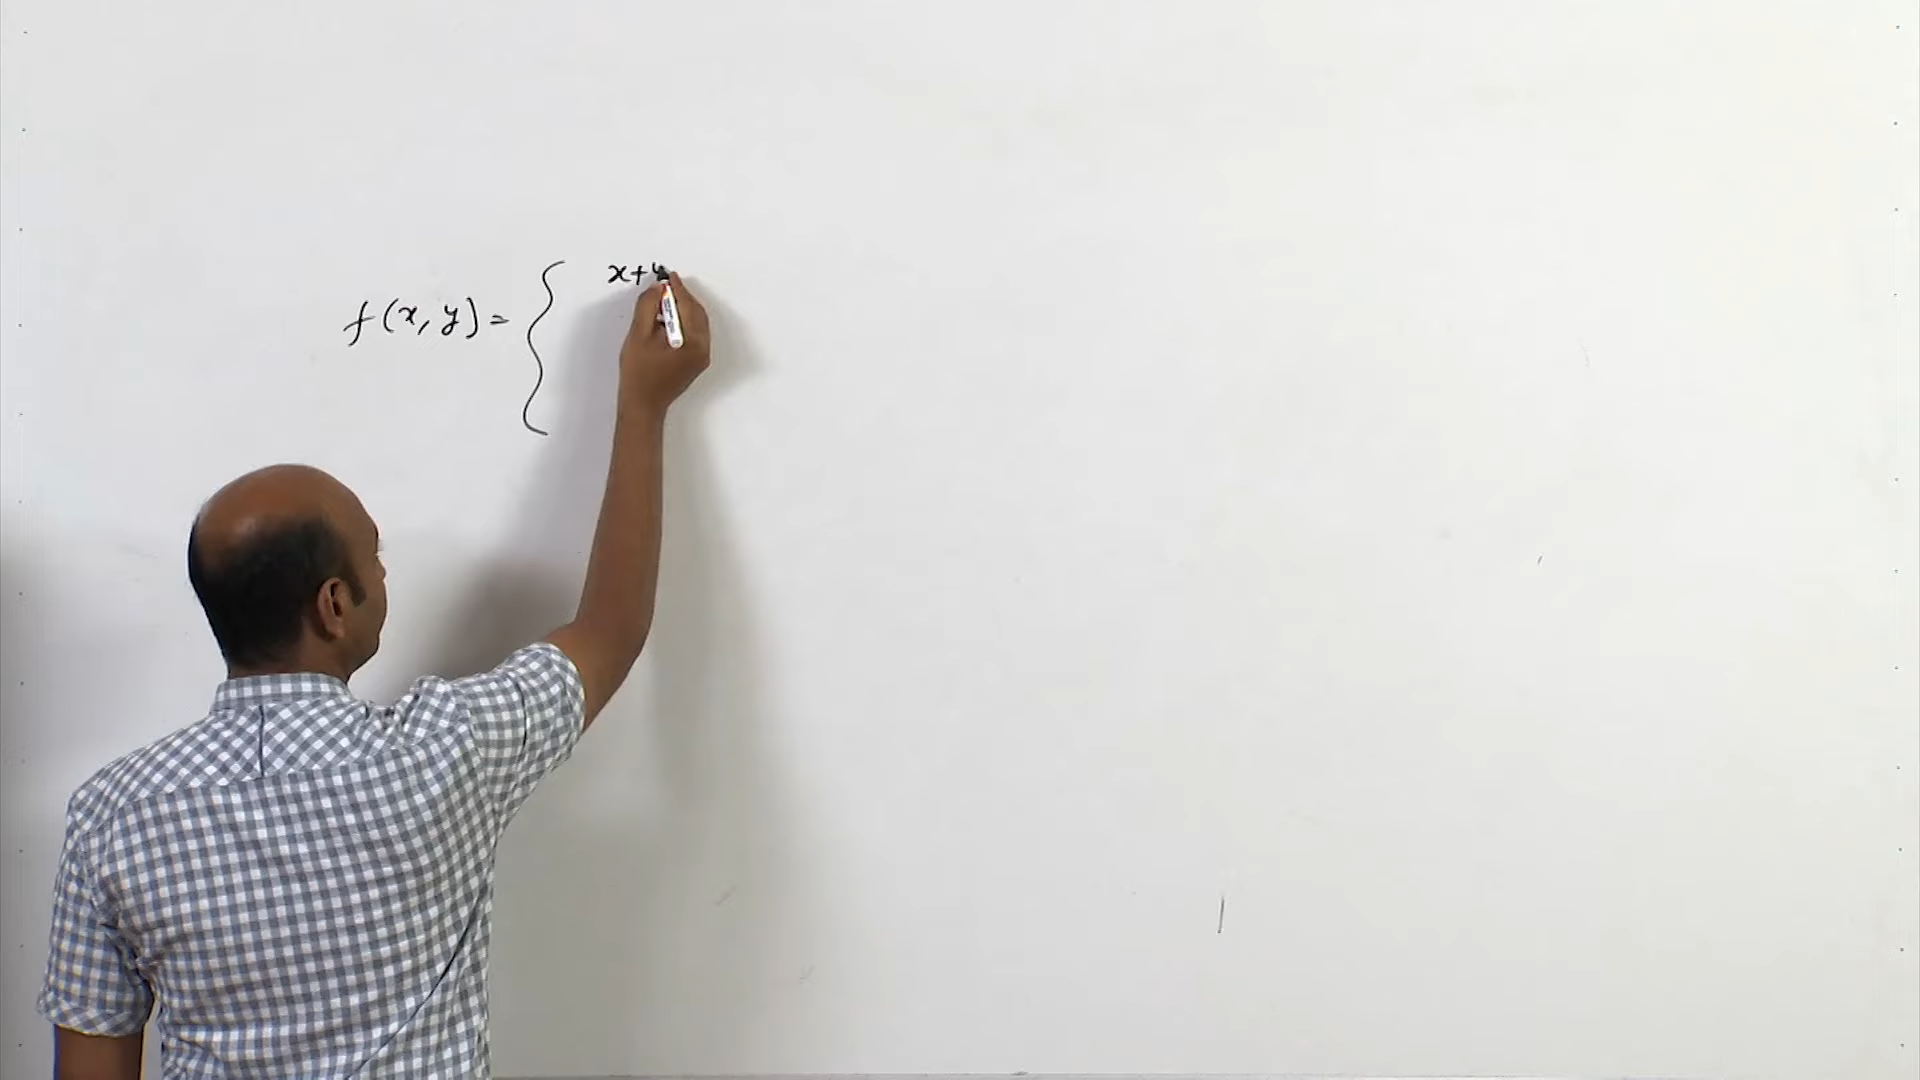 f(x, y) = { x+y